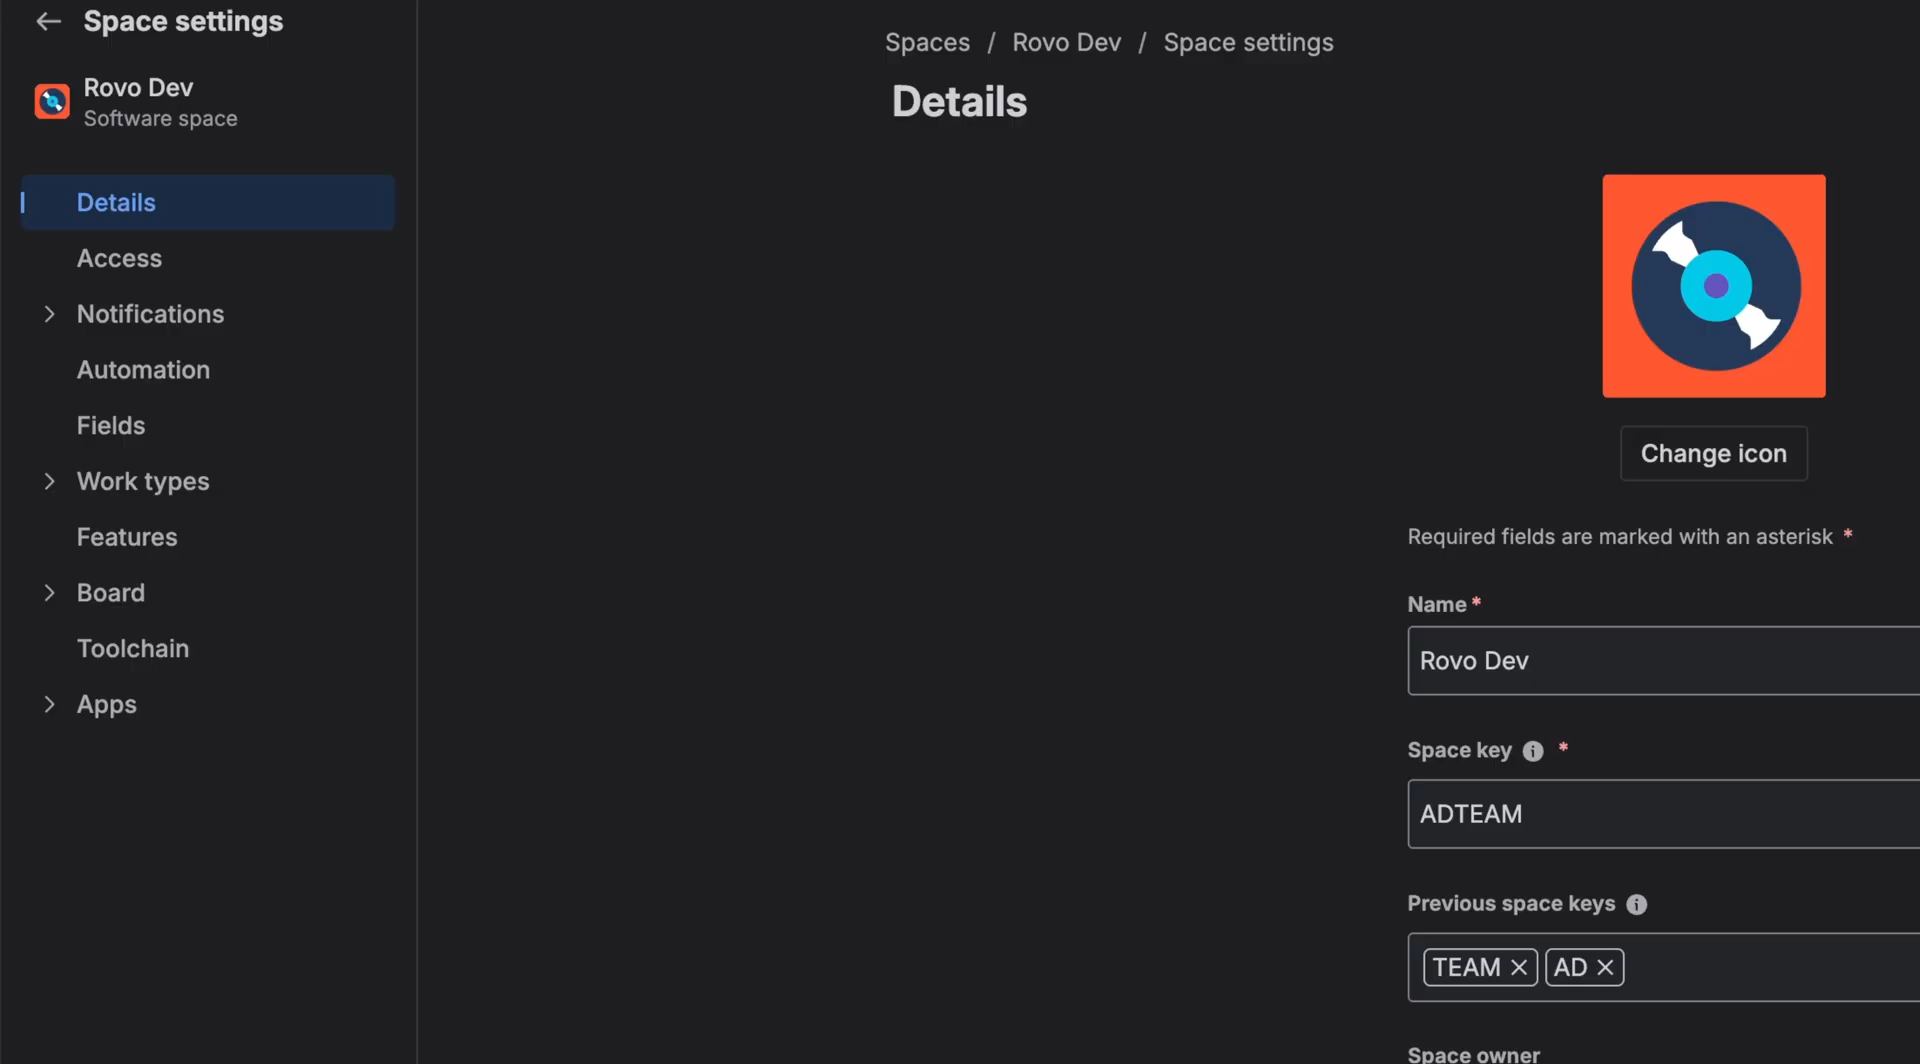 Space settings
Rovo Dev
Software space
Details
Access
Notifications
Automation
Fields
Work types
Features
Board
Toolchain
Apps
Spaces / Rovo Dev / Space settings
Details
Change icon
Required fields are marked with an asterisk *
Name *
Rovo Dev
Space key *
ADTEAM
Previous space keys
TEAM AD
Space owner